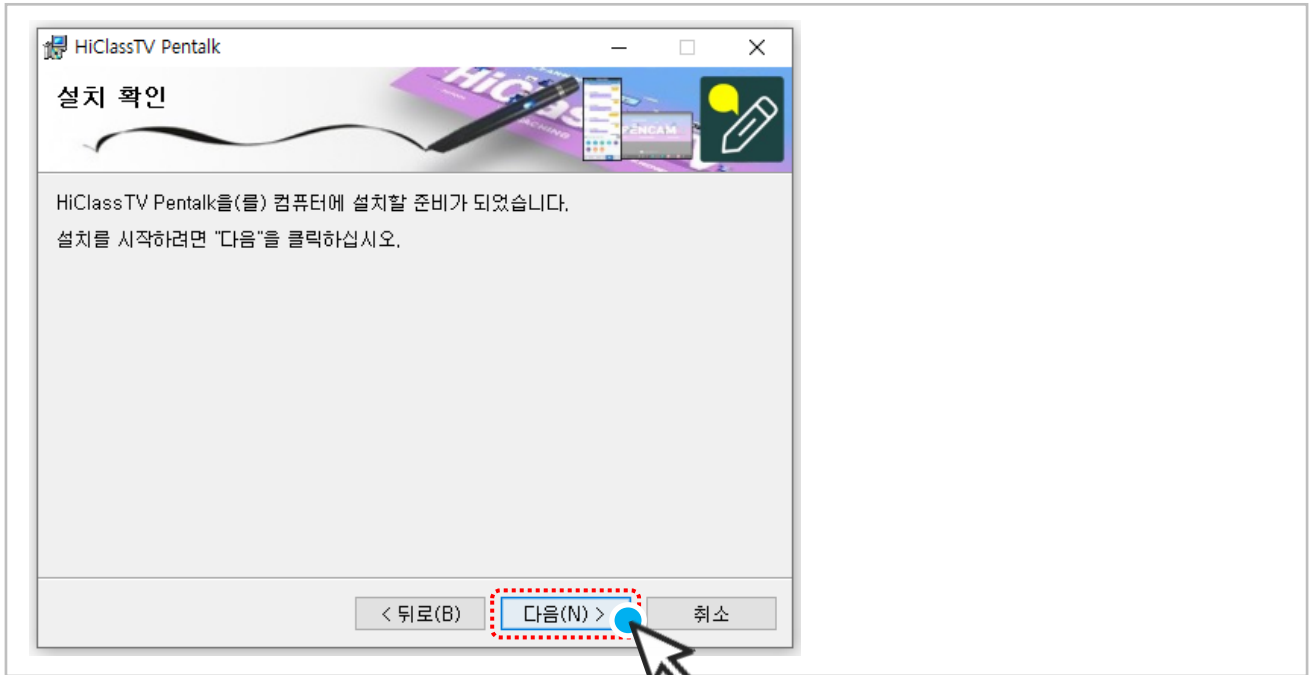 HiClassTV Pentalk
설치 확인
PENCAM
HiClassTV Pentalk을(를) 컴퓨터에 설치할 준비가 되었습니다.
설치를 시작하려면 "다음"을 클릭하십시오.
< 뒤로(B)
다음(N) >
취소